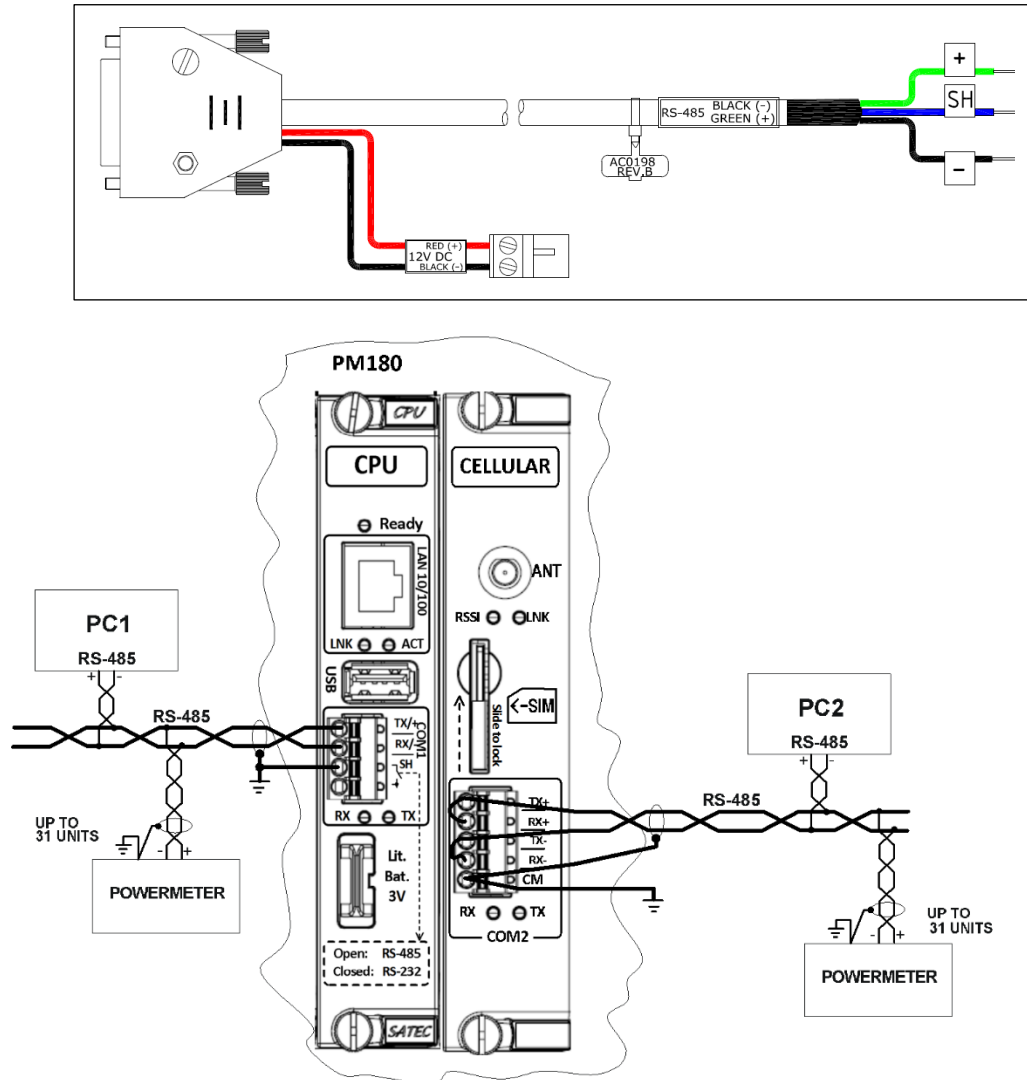 +
SH
-
RS-485
BLACK (-)
GREEN (+)
AC0198
REV.B
RED (+)
12V DC
BLACK (-)
PM180
CPU
CPU
CELLULAR
Ready
LAN 10/100
ANT
RSSI
LNK
LNK
ACT
USB
<-SIM
Slide to lock
PC1
RS-485
+ -
RS-485
TX/+
RX/-
SH
COM1
RX
TX
UP TO
31 UNITS
- +
POWERMETER
Lit.
Bat.
3V
Open: RS-485
Closed: RS-232
SATEC
PC2
RS-485
+ -
RS-485
TX+
RX+
TX-
RX-
CM
RX
TX
COM2
UP TO
31 UNITS
- +
POWERMETER